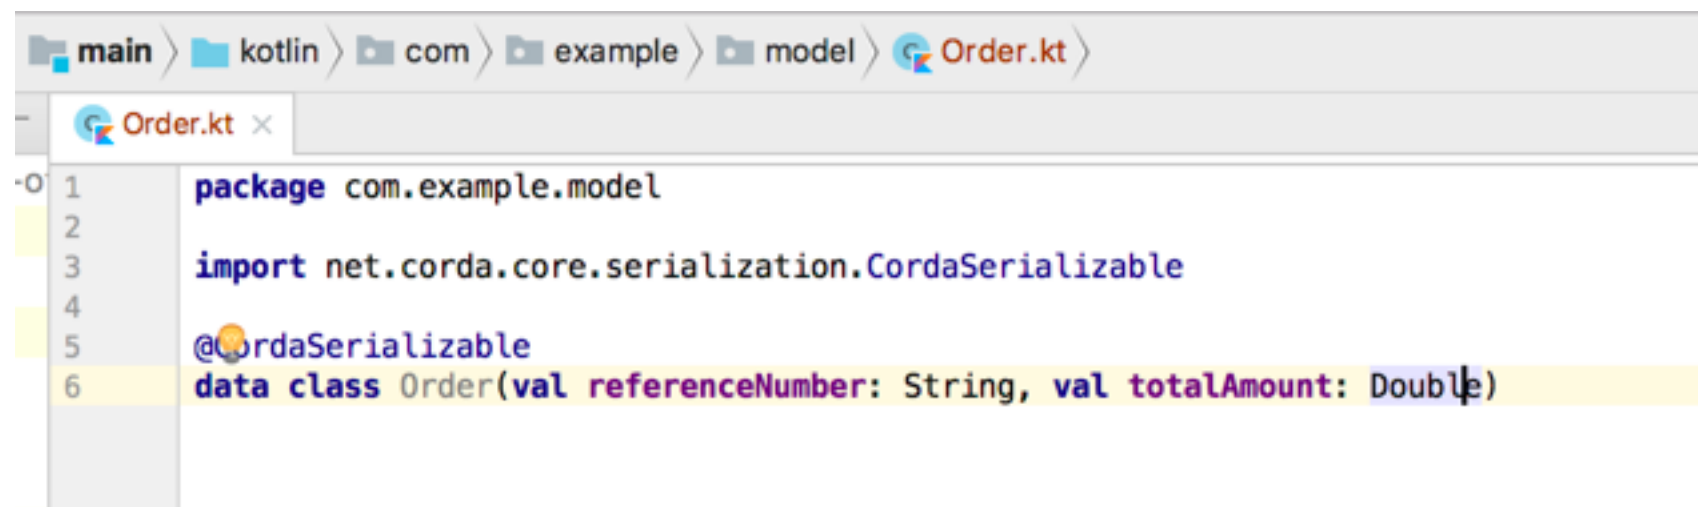 main kotlin com example model Order.kt
Order.kt
1 package com.example.model
2
3 import net.corda.core.serialization.CordaSerializable
4
5 @CordaSerializable
6 data class Order(val referenceNumber: String, val totalAmount: Double)